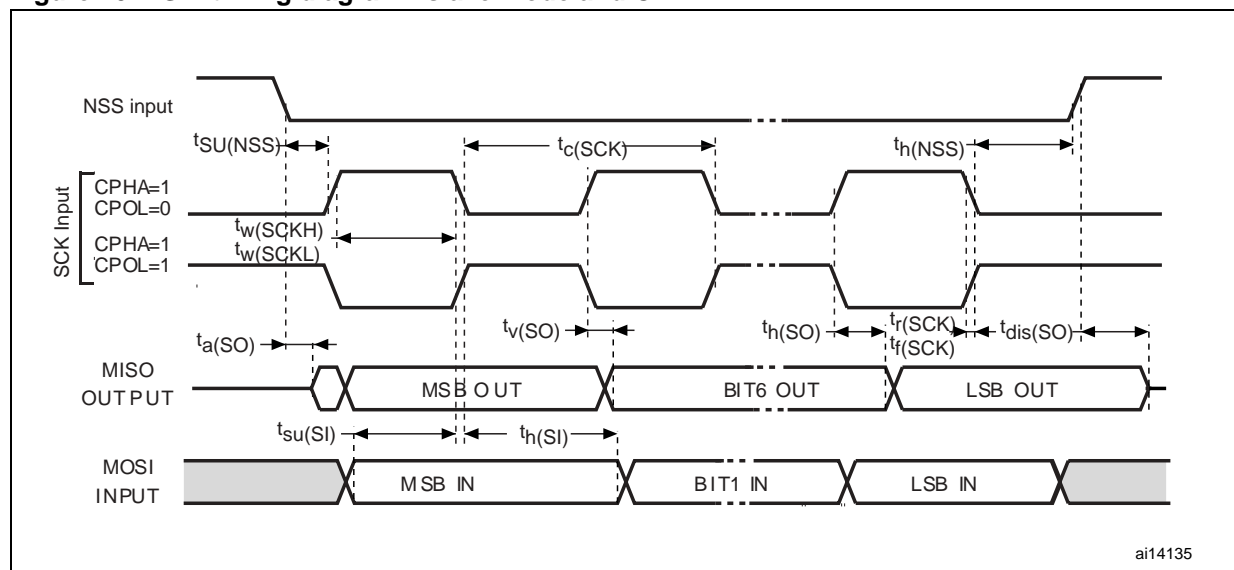 NSS input
tSU(NSS)
tc(SCK)
th(NSS)
SCK Input
CPHA=1
CPOL=0
tw(SCKH)
tw(SCKL)
CPHA=1
CPOL=1
ta(SO)
tv(SO)
th(SO)
tr(SCK)
tf(SCK)
tdis(SO)
MISO
OUTPUT
MSB OUT
BIT6 OUT
LSB OUT
tsu(SI)
th(SI)
MOSI
INPUT
MSB IN
BIT1 IN
LSB IN
ai14135